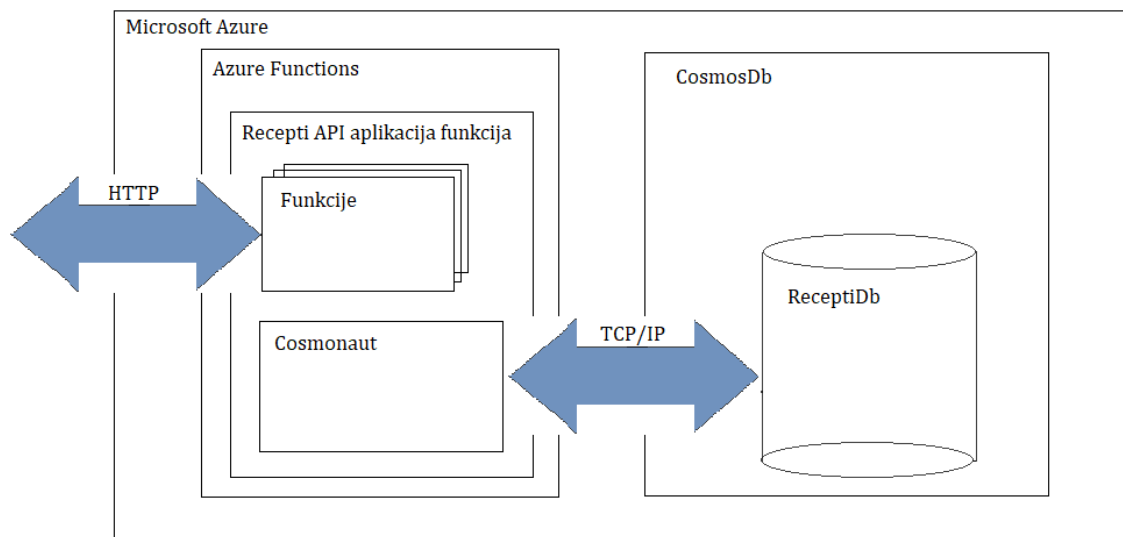 Microsoft Azure
Azure Functions
CosmosDb
Recepti API aplikacija funkcija
HTTP
Funkcije
ReceptiDb
Cosmonaut
TCP/IP